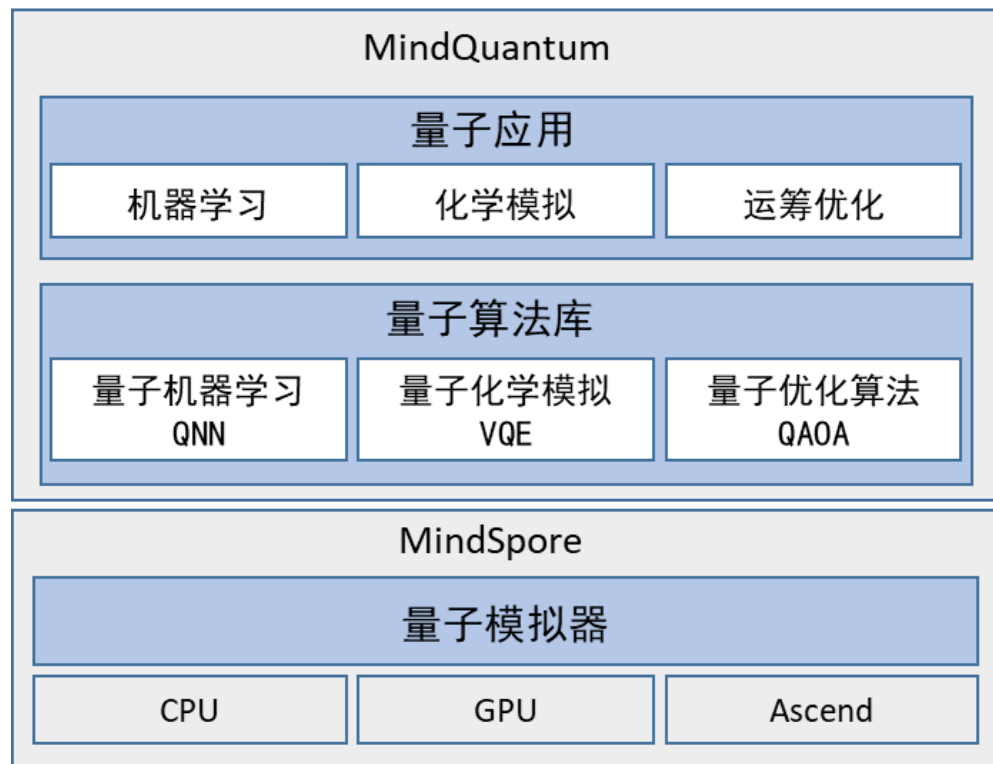 MindQuantum
量子应用
机器学习
化学模拟
运筹优化
量子算法库
量子机器学习
QNN
量子化学模拟
VQE
量子优化算法
QAOA
MindSpore
量子模拟器
CPU
GPU
Ascend